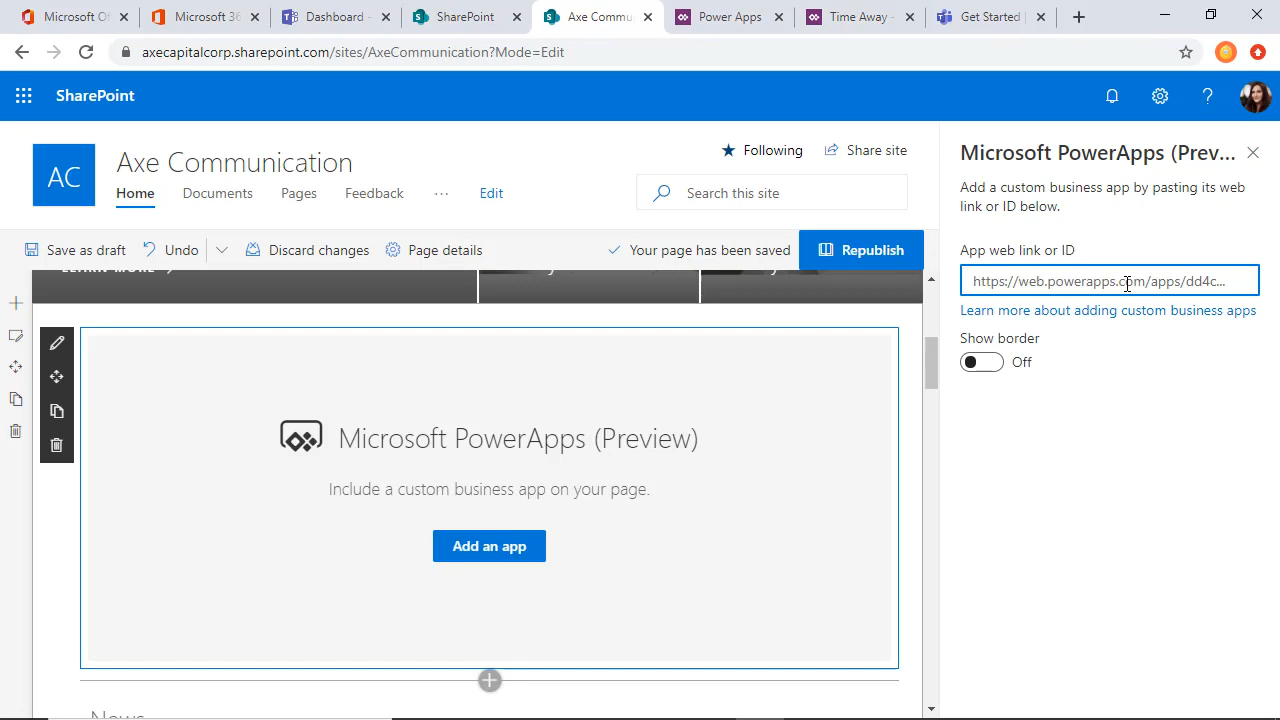 Microsoft Of
Microsoft 36
Dashboard -
SharePoint
Axe Commu
Power Apps
Time Away -
Get Started |
axecapitalcorp.sharepoint.com/sites/AxeCommunication?Mode=Edit
SharePoint
AC
Axe Communication
Following
Share site
Home
Documents
Pages
Feedback
...
Edit
Search this site
Save as draft
Undo
Discard changes
Page details
Your page has been saved
Republish
LEARN MORE
Microsoft PowerApps (Preview)
Include a custom business app on your page.
Add an app
News
Microsoft PowerApps (Prev...
Add a custom business app by pasting its web
link or ID below.
App web link or ID
https://web.powerapps.com/apps/dd4c...
Learn more about adding custom business apps
Show border
Off